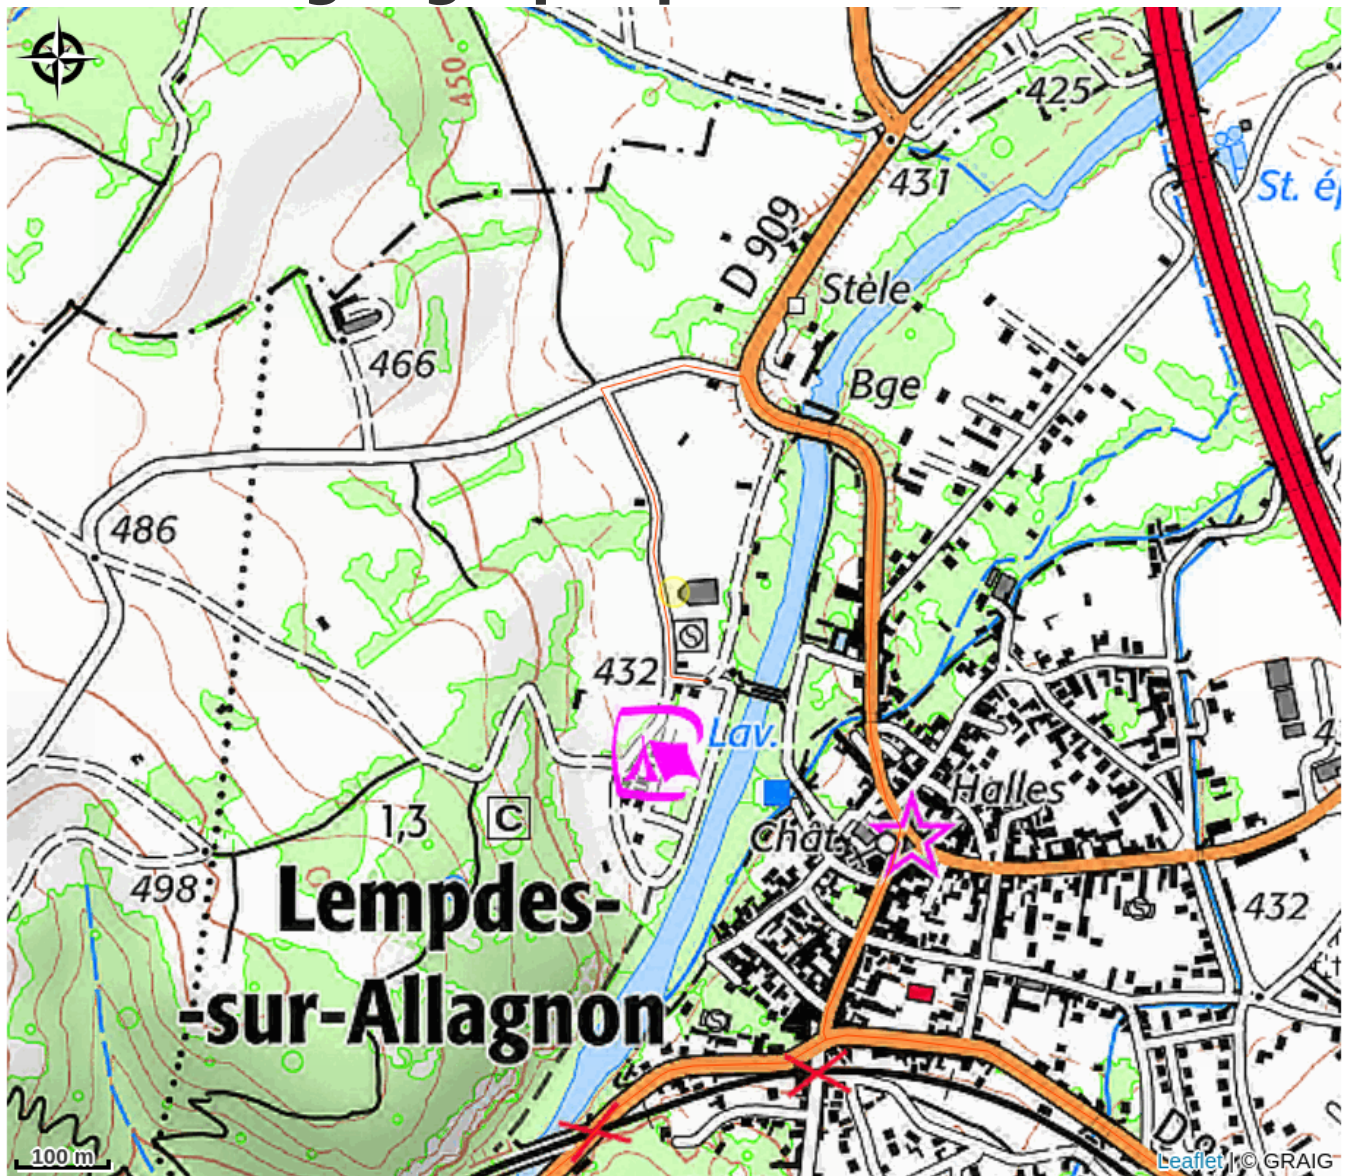 450
425
431
St. é
D 909
Stèle
466
Bge
486
432
Lav.
Halles
1,3
C
Chât.
498
Lempdes-
-sur-Allagnon
432
D
100 m
Leaflet | © GRAIG